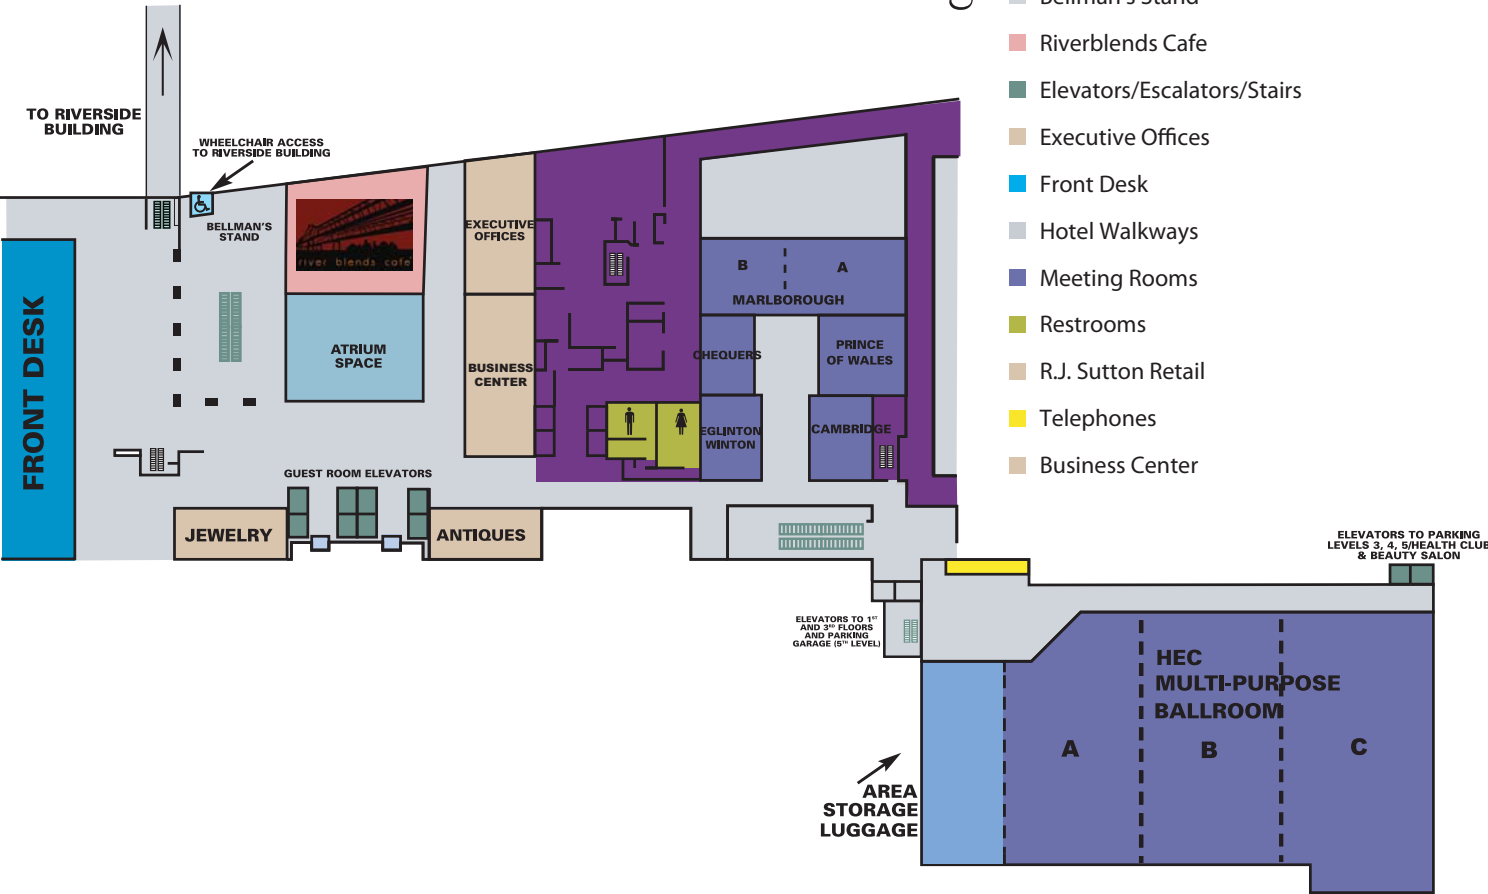 Bellman's Stand
Riverblends Cafe
Elevators/Escalators/Stairs
Executive Offices
Front Desk
Hotel Walkways
Meeting Rooms
Restrooms
R.J. Sutton Retail
Telephones
Business Center
TO RIVERSIDE
BUILDING
WHEELCHAIR ACCESS
TO RIVERSIDE BUILDING
BELLMAN'S
STAND
river blends cafe
EXECUTIVE
OFFICES
B
A
MARLBOROUGH
FRONT DESK
ATRIUM
SPACE
BUSINESS
CENTER
CHEQUERS
PRINCE
OF WALES
EGLINTON
WINTON
CAMBRIDGE
GUEST ROOM ELEVATORS
JEWELRY
ANTIQUES
ELEVATORS TO PARKING
LEVELS 3, 4, 5/HEALTH CLUB
& BEAUTY SALON
ELEVATORS TO 1ST
AND 3RD FLOORS
AND PARKING
GARAGE (5TH LEVEL)
HEC
MULTI-PURPOSE
BALLROOM
A
B
C
AREA
STORAGE
LUGGAGE